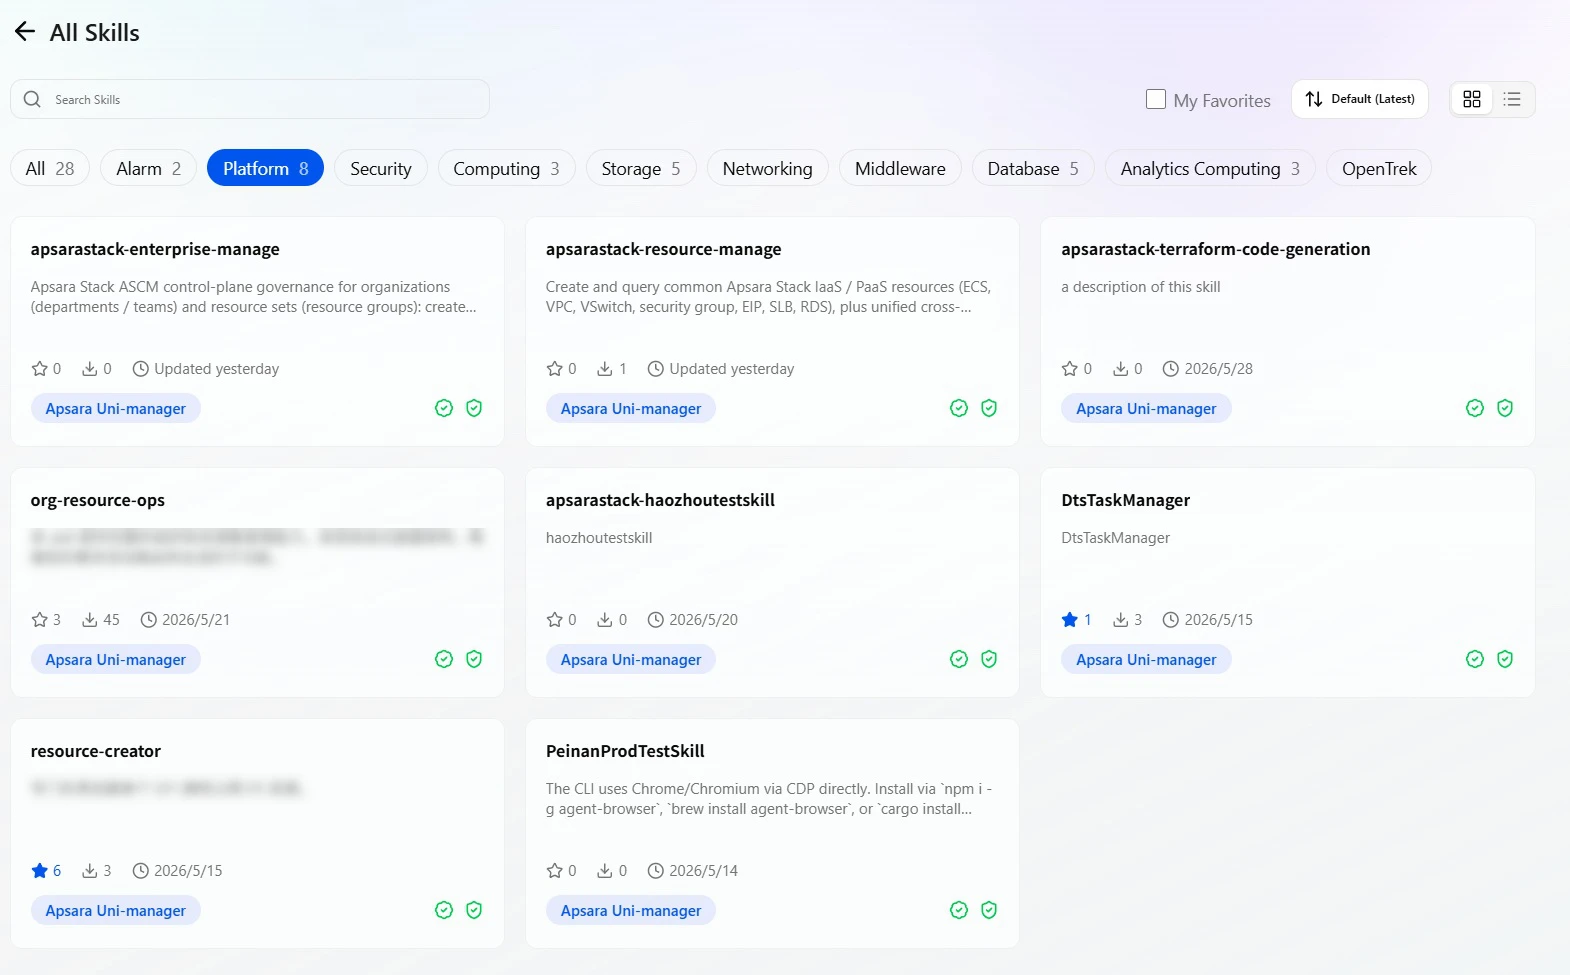 All Skills
Search Skills
My Favorites
Default (Latest)
All 28
Alarm 2
Platform 8
Security
Computing 3
Storage 5
Networking
Middleware
Database 5
Analytics Computing 3
OpenTrek
apsarastack-enterprise-manage
Apsara Stack ASCM control-plane governance for organizations
(departments / teams) and resource sets (resource groups): create...
0 0 Updated yesterday
Apsara Uni-manager
apsarastack-resource-manage
Create and query common Apsara Stack IaaS / PaaS resources (ECS,
VPC, VSwitch, security group, EIP, SLB, RDS), plus unified cross-...
0 1 Updated yesterday
Apsara Uni-manager
apsarastack-terraform-code-generation
a description of this skill
0 0 2026/5/28
Apsara Uni-manager
org-resource-ops
3 45 2026/5/21
Apsara Uni-manager
apsarastack-haozhoutestskill
haozhoutestskill
0 0 2026/5/20
Apsara Uni-manager
DtsTaskManager
DtsTaskManager
1 3 2026/5/15
Apsara Uni-manager
resource-creator
6 3 2026/5/15
Apsara Uni-manager
PeinanProdTestSkill
The CLI uses Chrome/Chromium via CDP directly. Install via `npm i -
g agent-browser`, `brew install agent-browser`, or `cargo install...
0 0 2026/5/14
Apsara Uni-manager